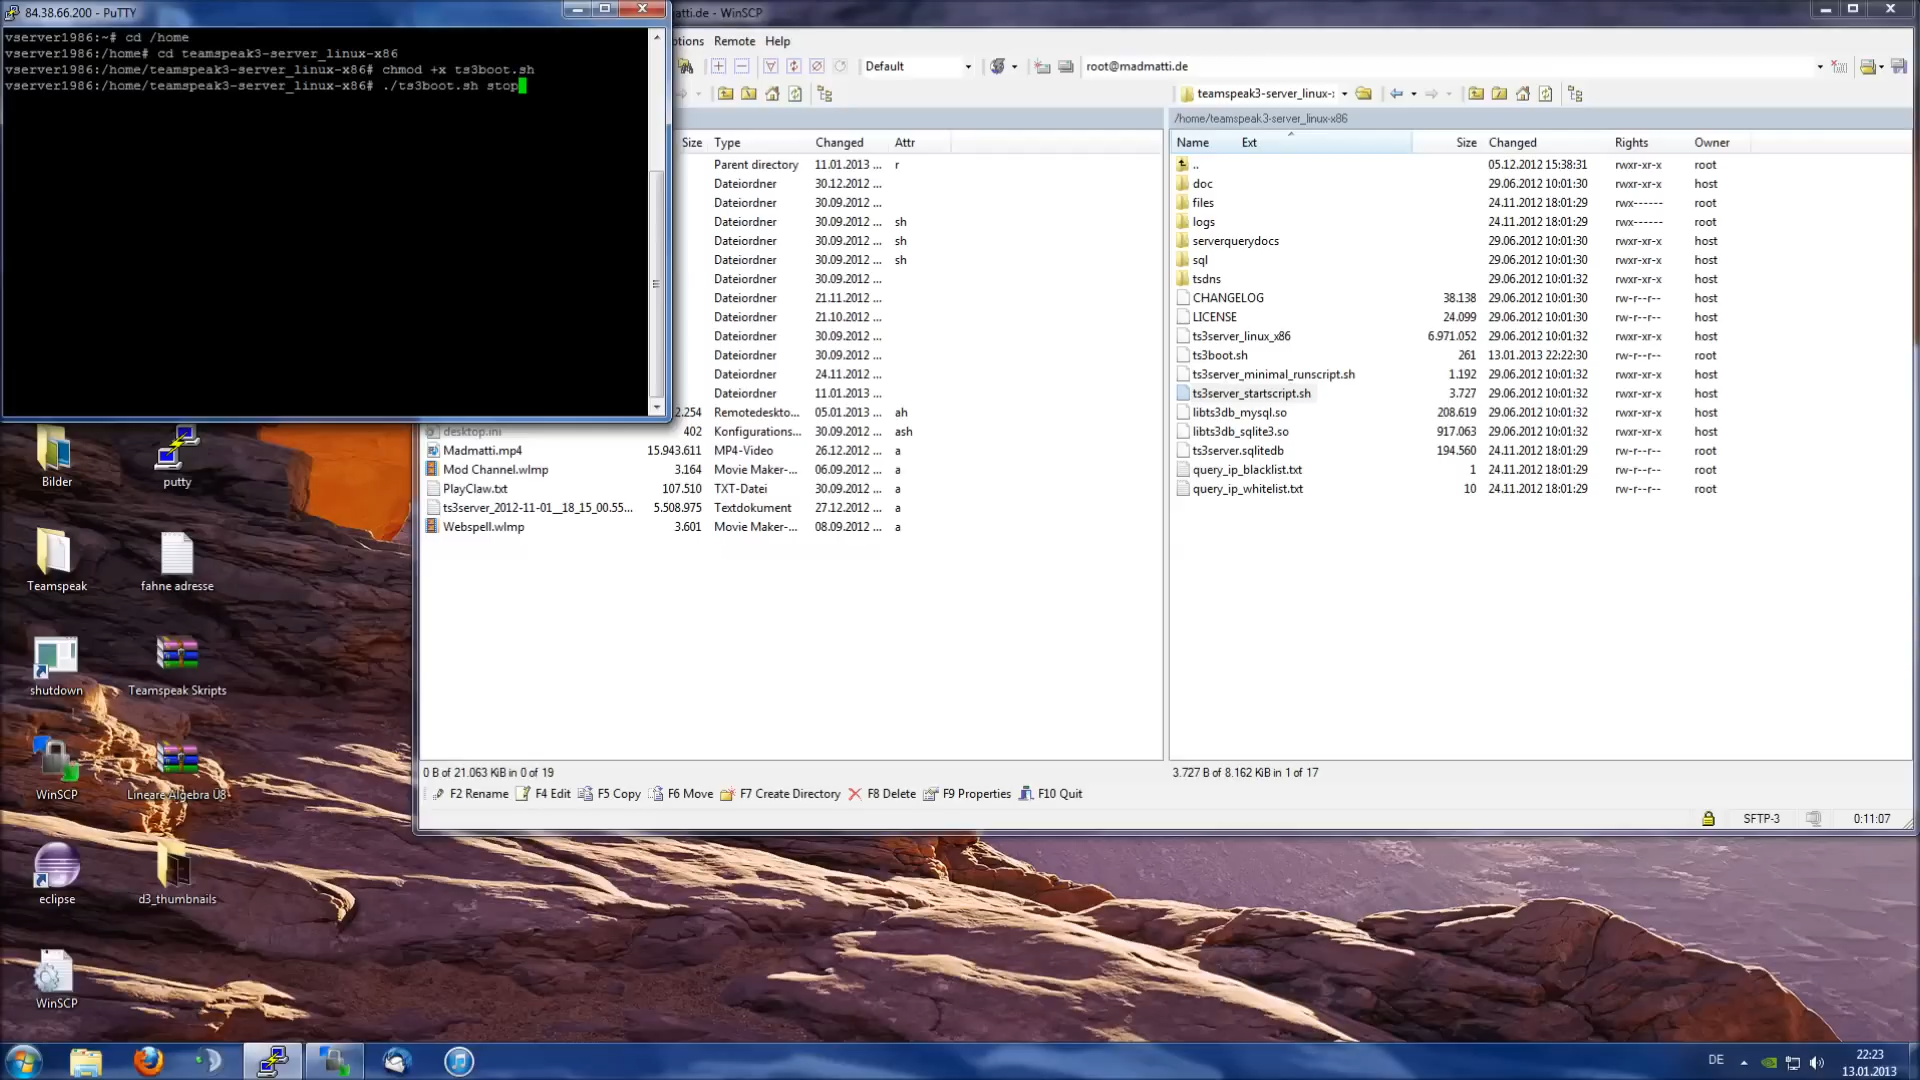 84.38.66.200 - PuTTY
vserver1986:~# cd /home
vserver1986:/home# cd teamspeak3-server_linux-x86
vserver1986:/home/teamspeak3-server_linux-x86# chmod +x ts3boot.sh
vserver1986:/home/teamspeak3-server_linux-x86# ./ts3boot.sh stop
atti.de - WinSCP
ptions Remote Help
Default root@madmatti.de
teamspeak3-server_linux-:
/home/teamspeak3-server_linux-x86
Size Type Changed Attr
Parent directory 11.01.2013 ... r
Dateiordner 30.12.2012 ...
Dateiordner 30.09.2012 ...
Dateiordner 30.09.2012 ... sh
Dateiordner 30.09.2012 ... sh
Dateiordner 30.09.2012 ... sh
Dateiordner 30.09.2012 ...
Dateiordner 21.11.2012 ...
Dateiordner 21.10.2012 ...
Dateiordner 30.09.2012 ...
Dateiordner 30.09.2012 ...
Dateiordner 24.11.2012 ...
Dateiordner 11.01.2013 ...
2.254 Remotedeskto... 05.01.2013 ... ah
desktop.ini 402 Konfigurations... 30.09.2012 ... ash
Madmatti.mp4 15.943.611 MP4-Video 26.12.2012 ... a
Mod Channel.wlmp 3.164 Movie Maker-... 06.09.2012 ... a
PlayClaw.txt 107.510 TXT-Datei 30.09.2012 ... a
ts3server_2012-11-01__18_15_00.55... 5.508.975 Textdokument 27.12.2012 ... a
Webspell.wlmp 3.601 Movie Maker-... 08.09.2012 ... a
0 B of 21.063 KiB in 0 of 19
Name Ext Size Changed Rights Owner
.. 05.12.2012 15:38:31 rwxr-xr-x root
doc 29.06.2012 10:01:30 rwxr-xr-x host
files 24.11.2012 18:01:29 rwx------ root
logs 24.11.2012 18:01:29 rwx------ root
serverquerydocs 29.06.2012 10:01:30 rwxr-xr-x host
sql 29.06.2012 10:01:30 rwxr-xr-x host
tsdns 29.06.2012 10:01:32 rwxr-xr-x host
CHANGELOG 38.138 29.06.2012 10:01:30 rw-r--r-- host
LICENSE 24.099 29.06.2012 10:01:30 rw-r--r-- host
ts3server_linux_x86 6.971.052 29.06.2012 10:01:32 rwxr-xr-x host
ts3boot.sh 261 13.01.2013 22:22:30 rw-r--r-- root
ts3server_minimal_runscript.sh 1.192 29.06.2012 10:01:30 rwxr-xr-x host
ts3server_startscript.sh 3.727 29.06.2012 10:01:30 rwxr-xr-x host
libts3db_mysql.so 208.619 29.06.2012 10:01:32 rwxr-xr-x host
libts3db_sqlite3.so 917.063 29.06.2012 10:01:32 rwxr-xr-x host
ts3server.sqlitedb 194.560 24.11.2012 18:01:29 rw-r--r-- root
query_ip_blacklist.txt 1 24.11.2012 18:01:29 rw-r--r-- root
query_ip_whitelist.txt 10 24.11.2012 18:01:29 rw-r--r-- root
3.727 B of 8.162 KiB in 1 of 17
F2 Rename F4 Edit F5 Copy F6 Move F7 Create Directory F8 Delete F9 Properties F10 Quit
SFTP-3 0:11:07
Bilder putty
Teamspeak fahne adresse
shutdown Teamspeak Skripts
WinSCP Lineare Algebra Ü8
eclipse d3_thumbnails
WinSCP
DE
22:23
13.01.2013